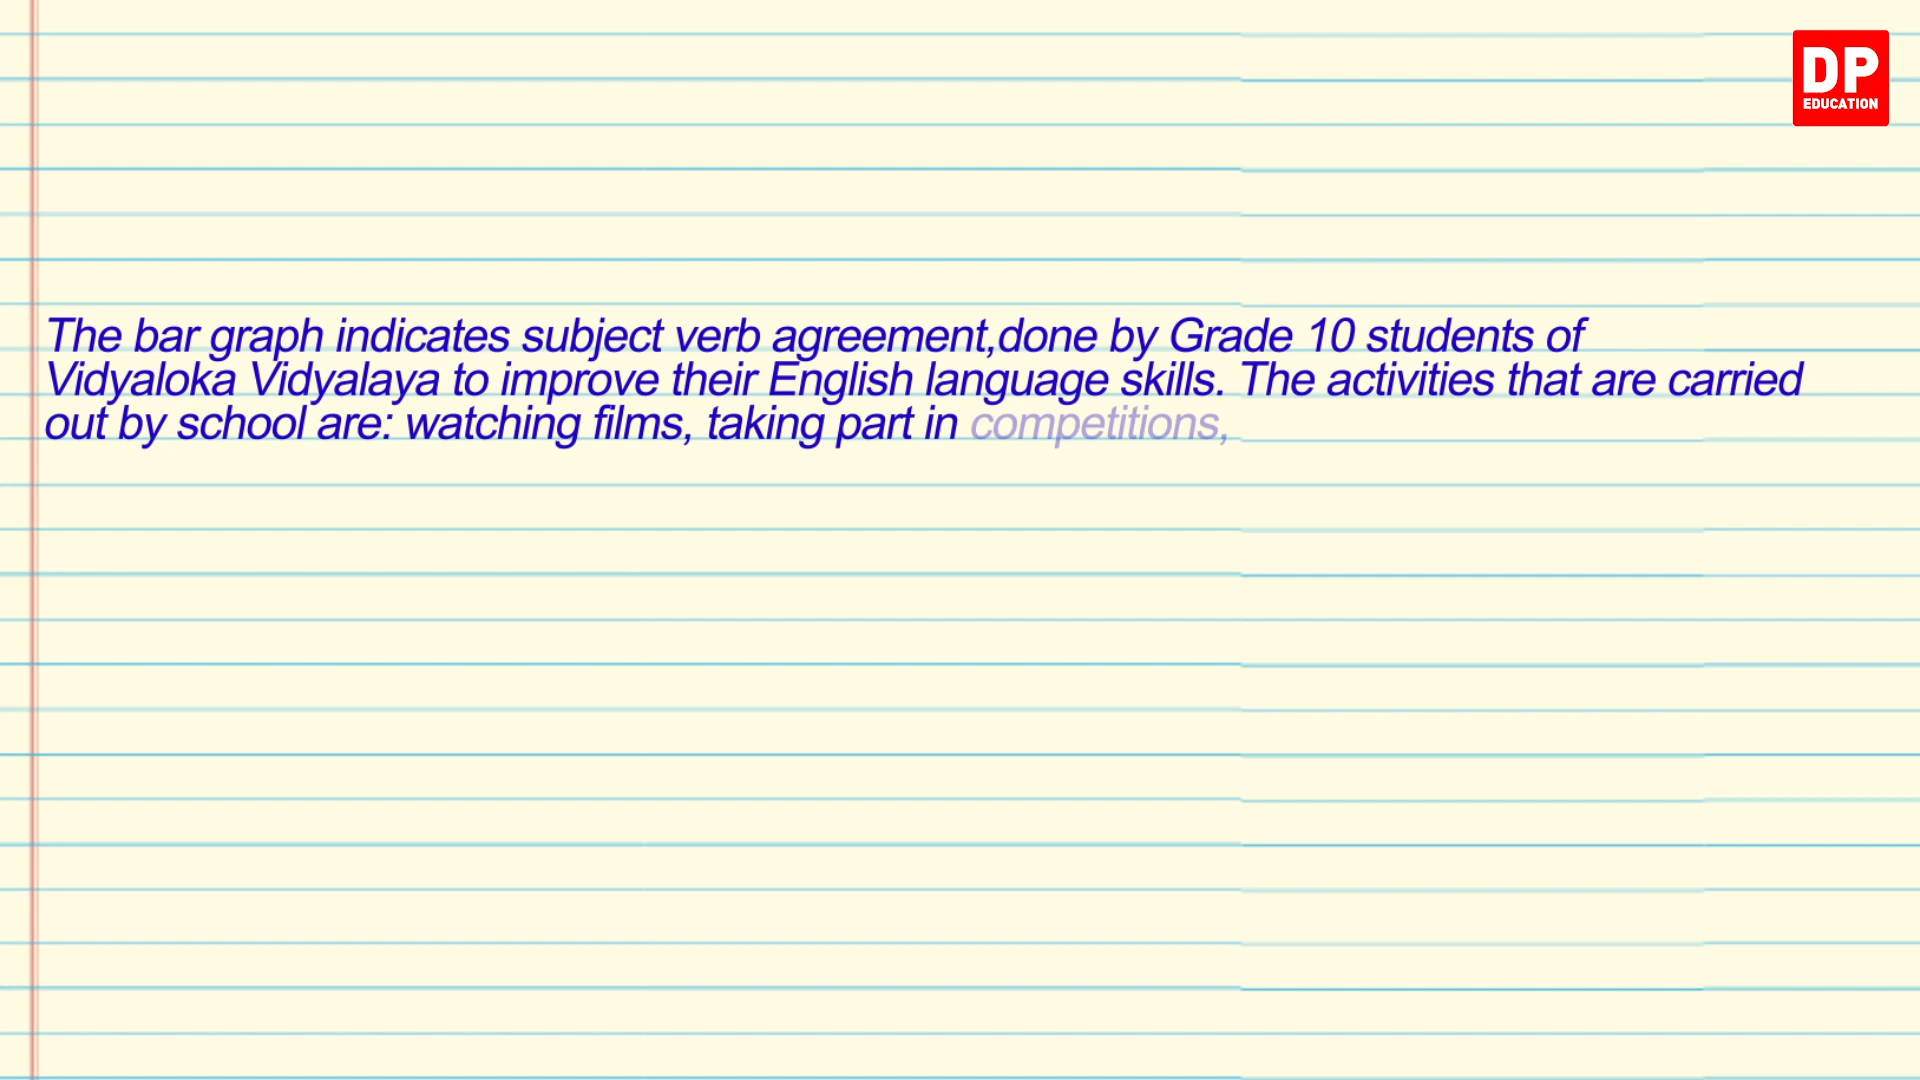 DP
EDUCATION
The bar graph indicates subject verb agreement,done by Grade 10 students of
Vidyaloka Vidyalaya to improve their English language skills. The activities that are carried
out by school are: watching films, taking part in competitions,